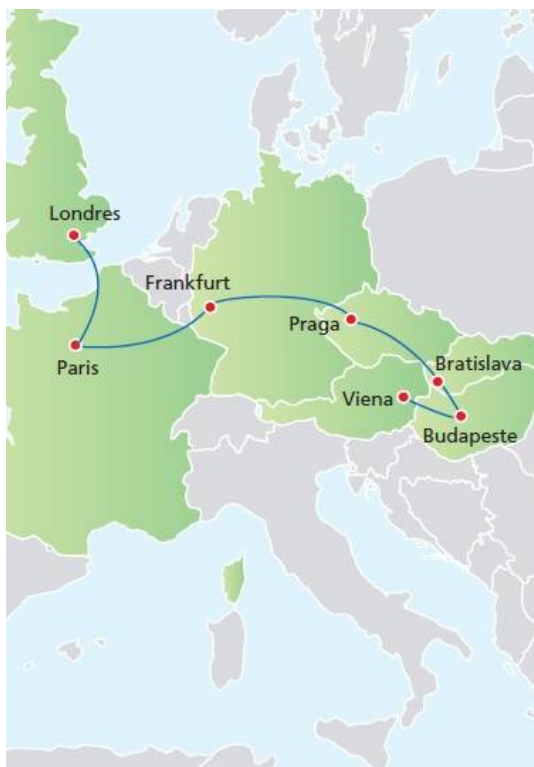 Londres
Frankfurt
Praga
Paris
Bratislava
Viena
Budapeste